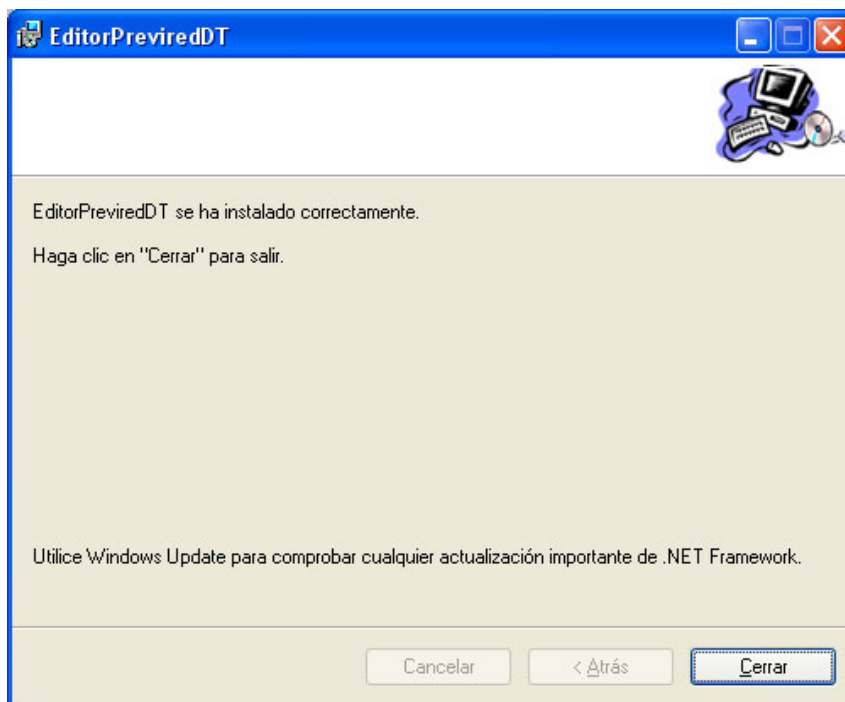 EditorPreviredDT
EditorPreviredDT se ha instalado correctamente.
Haga clic en "Cerrar" para salir.
Utilice Windows Update para comprobar cualquier actualización importante de .NET Framework.
Cancelar
< Atrás
Cerrar